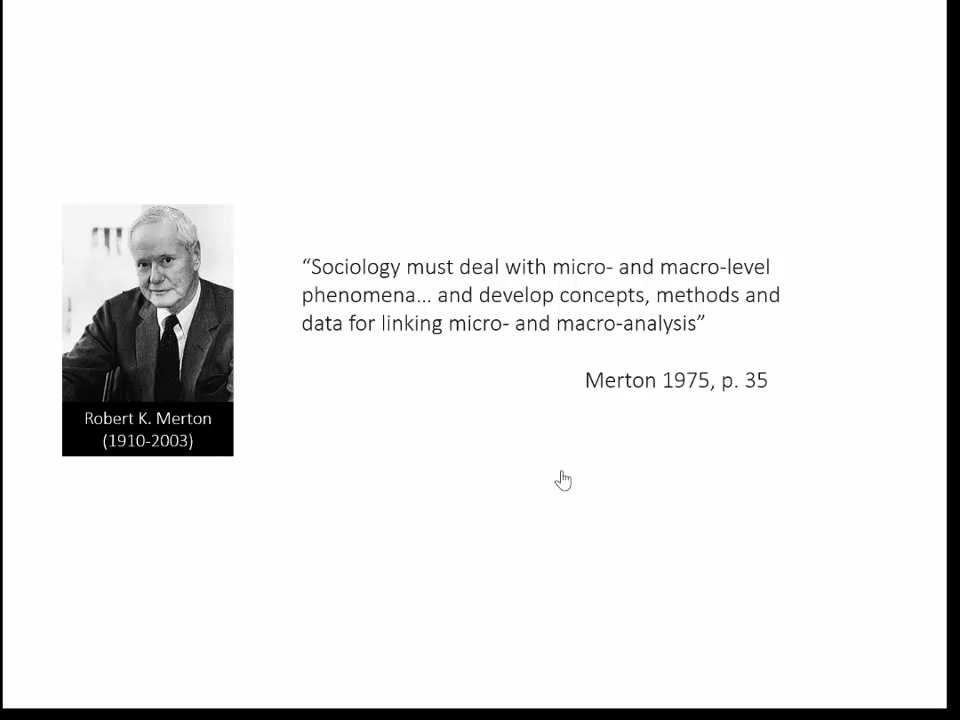 “Sociology must deal with micro- and macro-level
phenomena… and develop concepts, methods and
data for linking micro- and macro-analysis”
Merton 1975, p. 35
Robert K. Merton
(1910-2003)